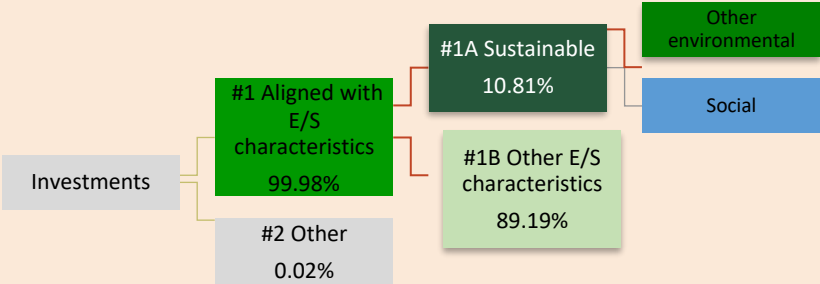 Investments
#1 Aligned with
E/S
characteristics
99.98%
#2 Other
0.02%
#1A Sustainable
10.81%
#1B Other E/S
characteristics
89.19%
Other
environmental
Social